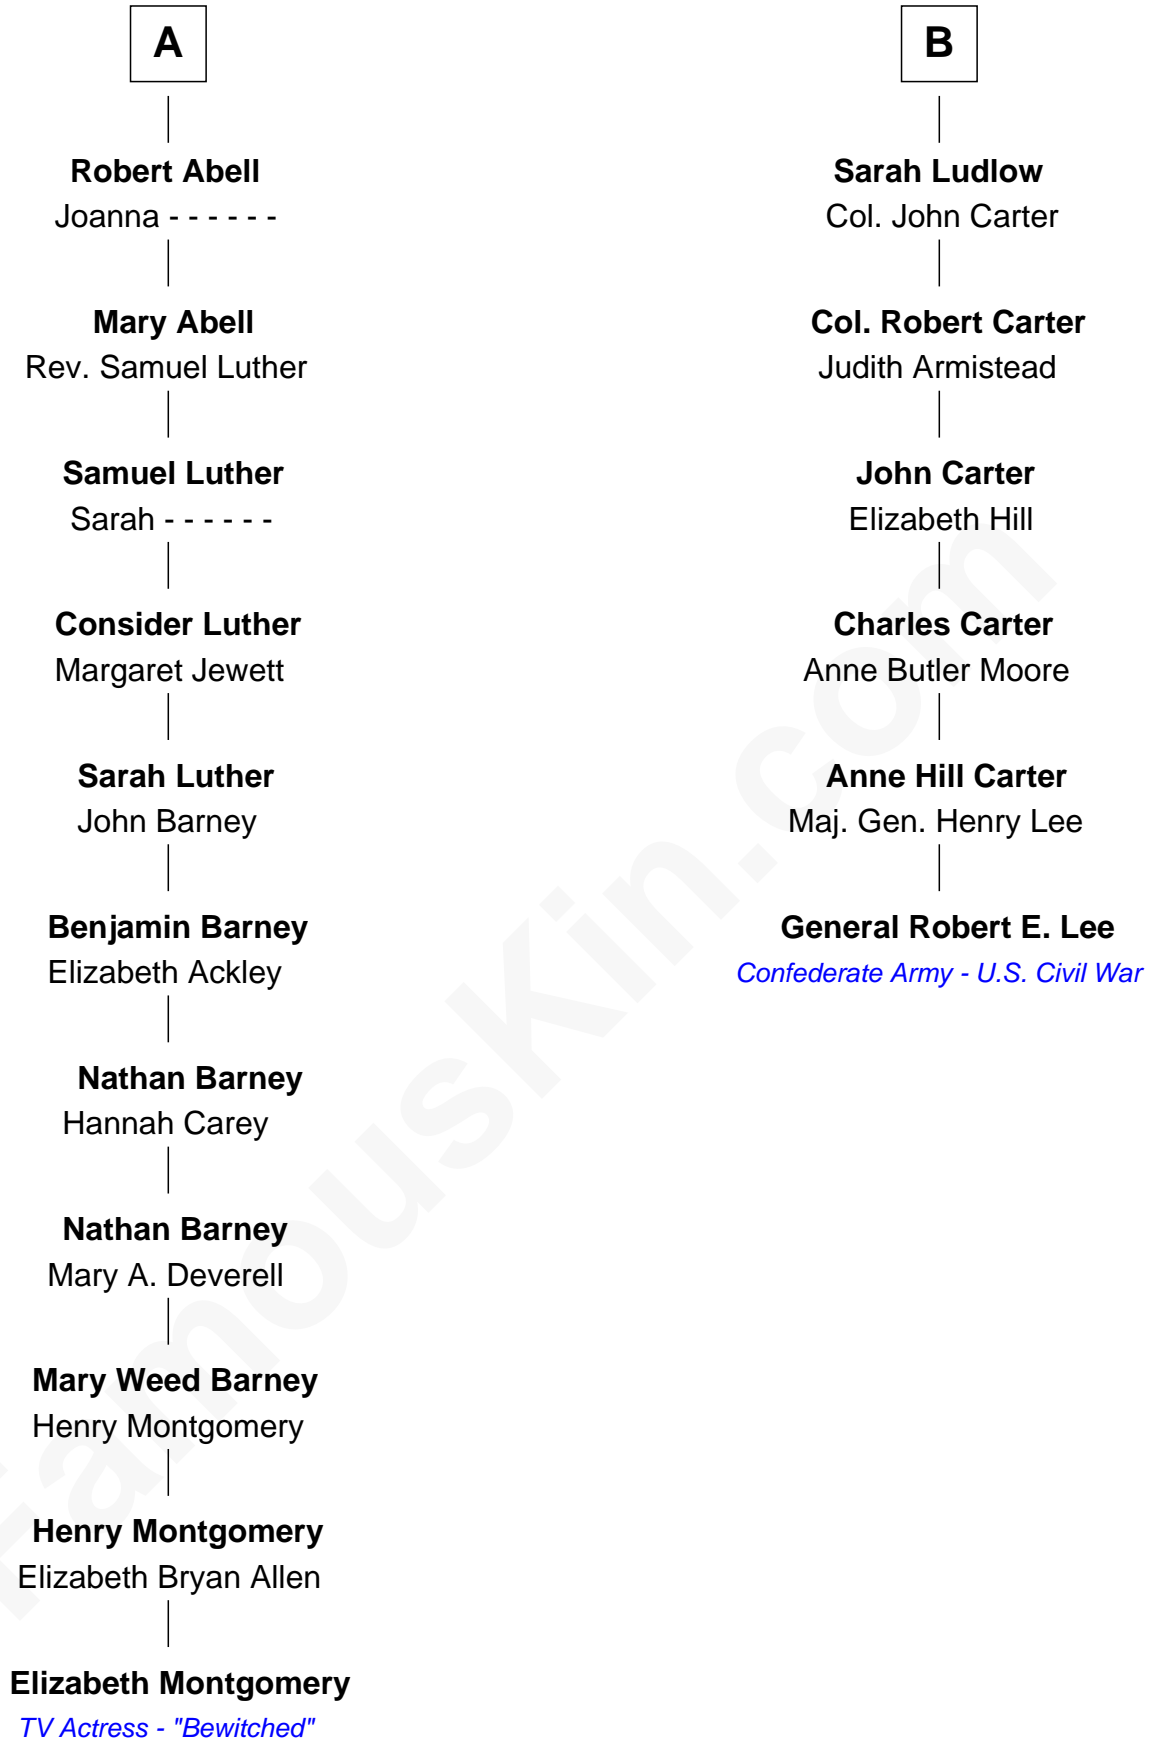 A
Robert Abell
Joanna - - - - - -
Mary Abell
Rev. Samuel Luther
Samuel Luther
Sarah - - - - - -
Consider Luther
Margaret Jewett
Sarah Luther
John Barney
Benjamin Barney
Elizabeth Ackley
Nathan Barney
Hannah Carey
Nathan Barney
Mary A. Deverell
Mary Weed Barney
Henry Montgomery
Henry Montgomery
Elizabeth Bryan Allen
Elizabeth Montgomery
TV Actress - "Bewitched"
B
Sarah Ludlow
Col. John Carter
Col. Robert Carter
Judith Armistead
John Carter
Elizabeth Hill
Charles Carter
Anne Butler Moore
Anne Hill Carter
Maj. Gen. Henry Lee
General Robert E. Lee
Confederate Army - U.S. Civil War
FamousKin.com